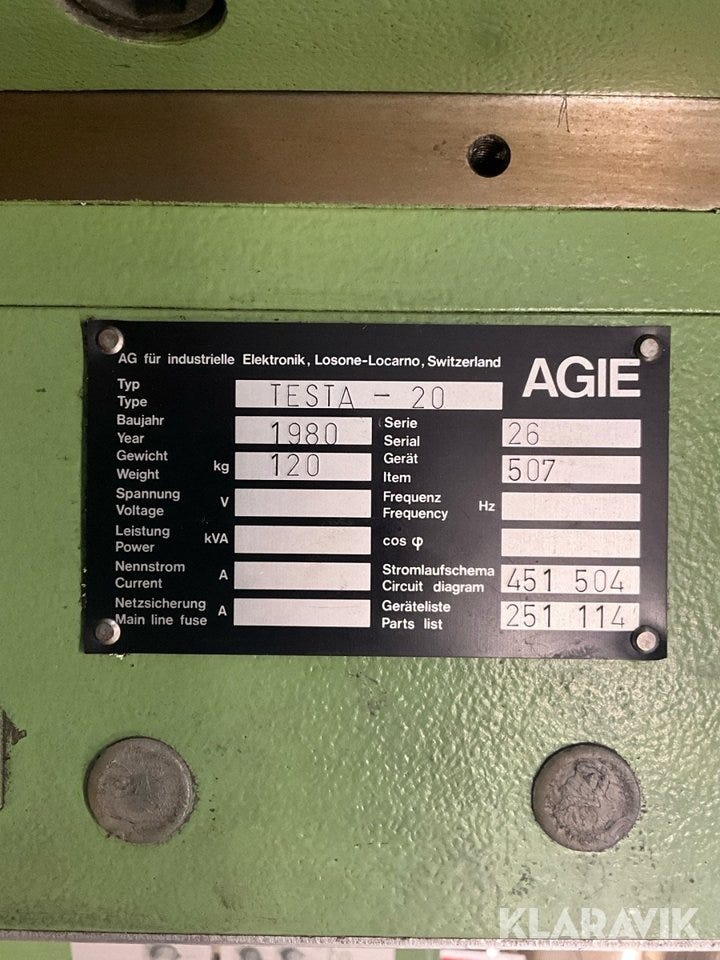 AG für industrielle Elektronik, Losone-Locarno, Switzerland
AGIE
Typ
Type
TESTA - 20
Baujahr
Year
1980
Serie
Serial
26
Gewicht
Weight
kg
120
Gerät
Item
507
Spannung
Voltage
V
Frequenz
Frequency
Hz
Leistung
Power
kVA
cos φ
Nennstrom
Current
A
Stromlaufschema
Circuit diagram
451 504
Netzsicherung
Main line fuse
A
Geräteliste
Parts list
251 114
KLARAVIK